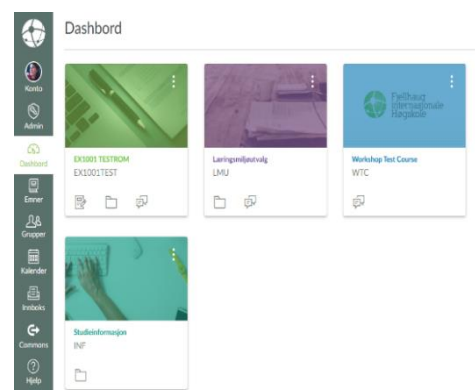 Dashbord
Konto
Admin
Dashbord
Emner
Grupper
Kalender
Innboks
Commons
Hjelp
Fjellhaug
Internasjonale
Høgskole
EX1001 TESTROM
EX1001TEST
Læringsmiljøutvalg
LMU
Workshop Test Course
WTC
Studieinformasjon
INF